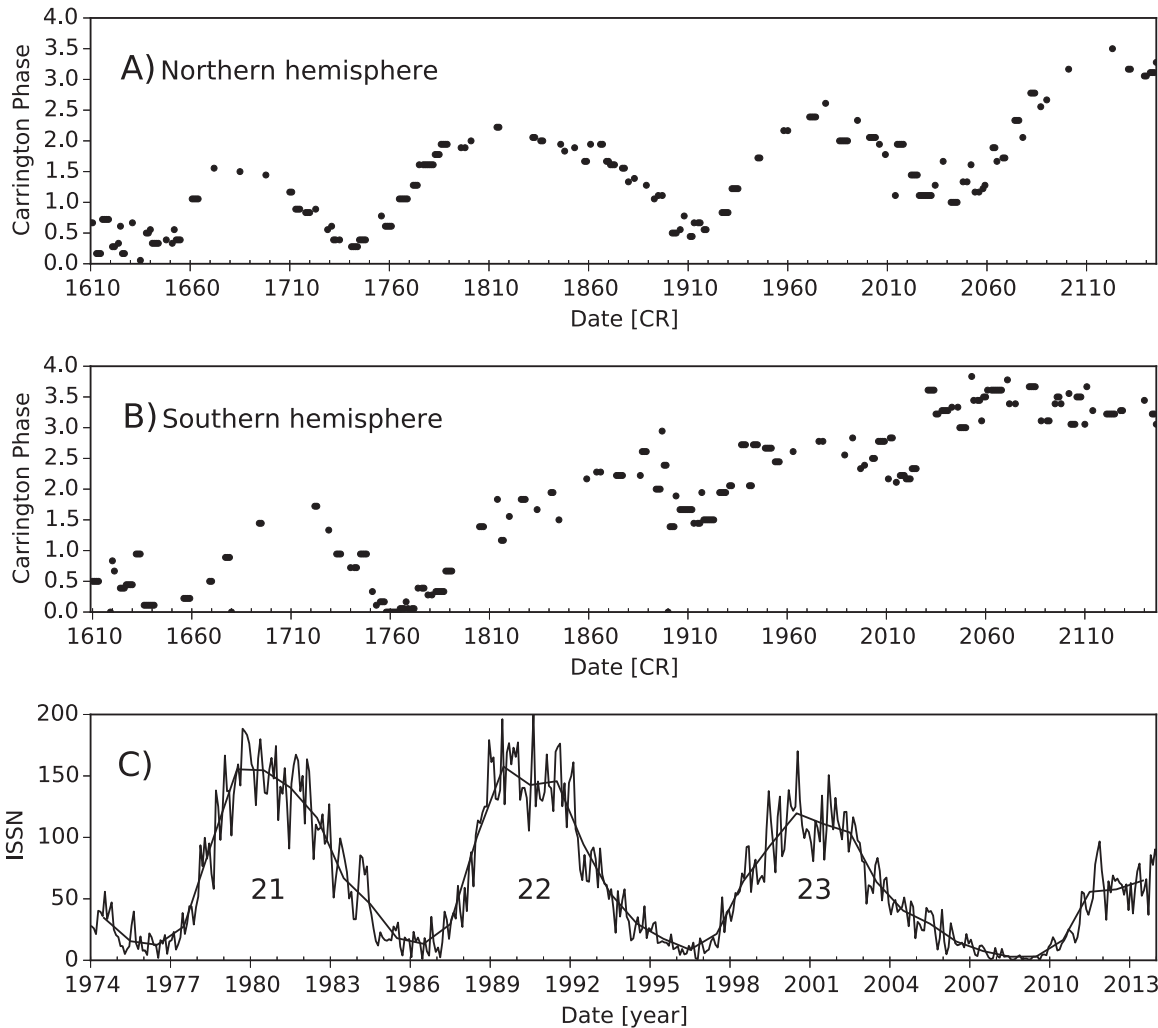 4.0
3.5
3.0
2.5
2.0
1.5
1.0
0.5
0.0
Carrington Phase
A) Northern hemisphere
1610 1660 1710 1760 1810 1860 1910 1960 2010 2060 2110
Date [CR]
4.0
3.5
3.0
2.5
2.0
1.5
1.0
0.5
0.0
Carrington Phase
B) Southern hemisphere
1610 1660 1710 1760 1810 1860 1910 1960 2010 2060 2110
Date [CR]
200
150
100
50
0
ISSN
C)
21 22 23
1974 1977 1980 1983 1986 1989 1992 1995 1998 2001 2004 2007 2010 2013
Date [year]